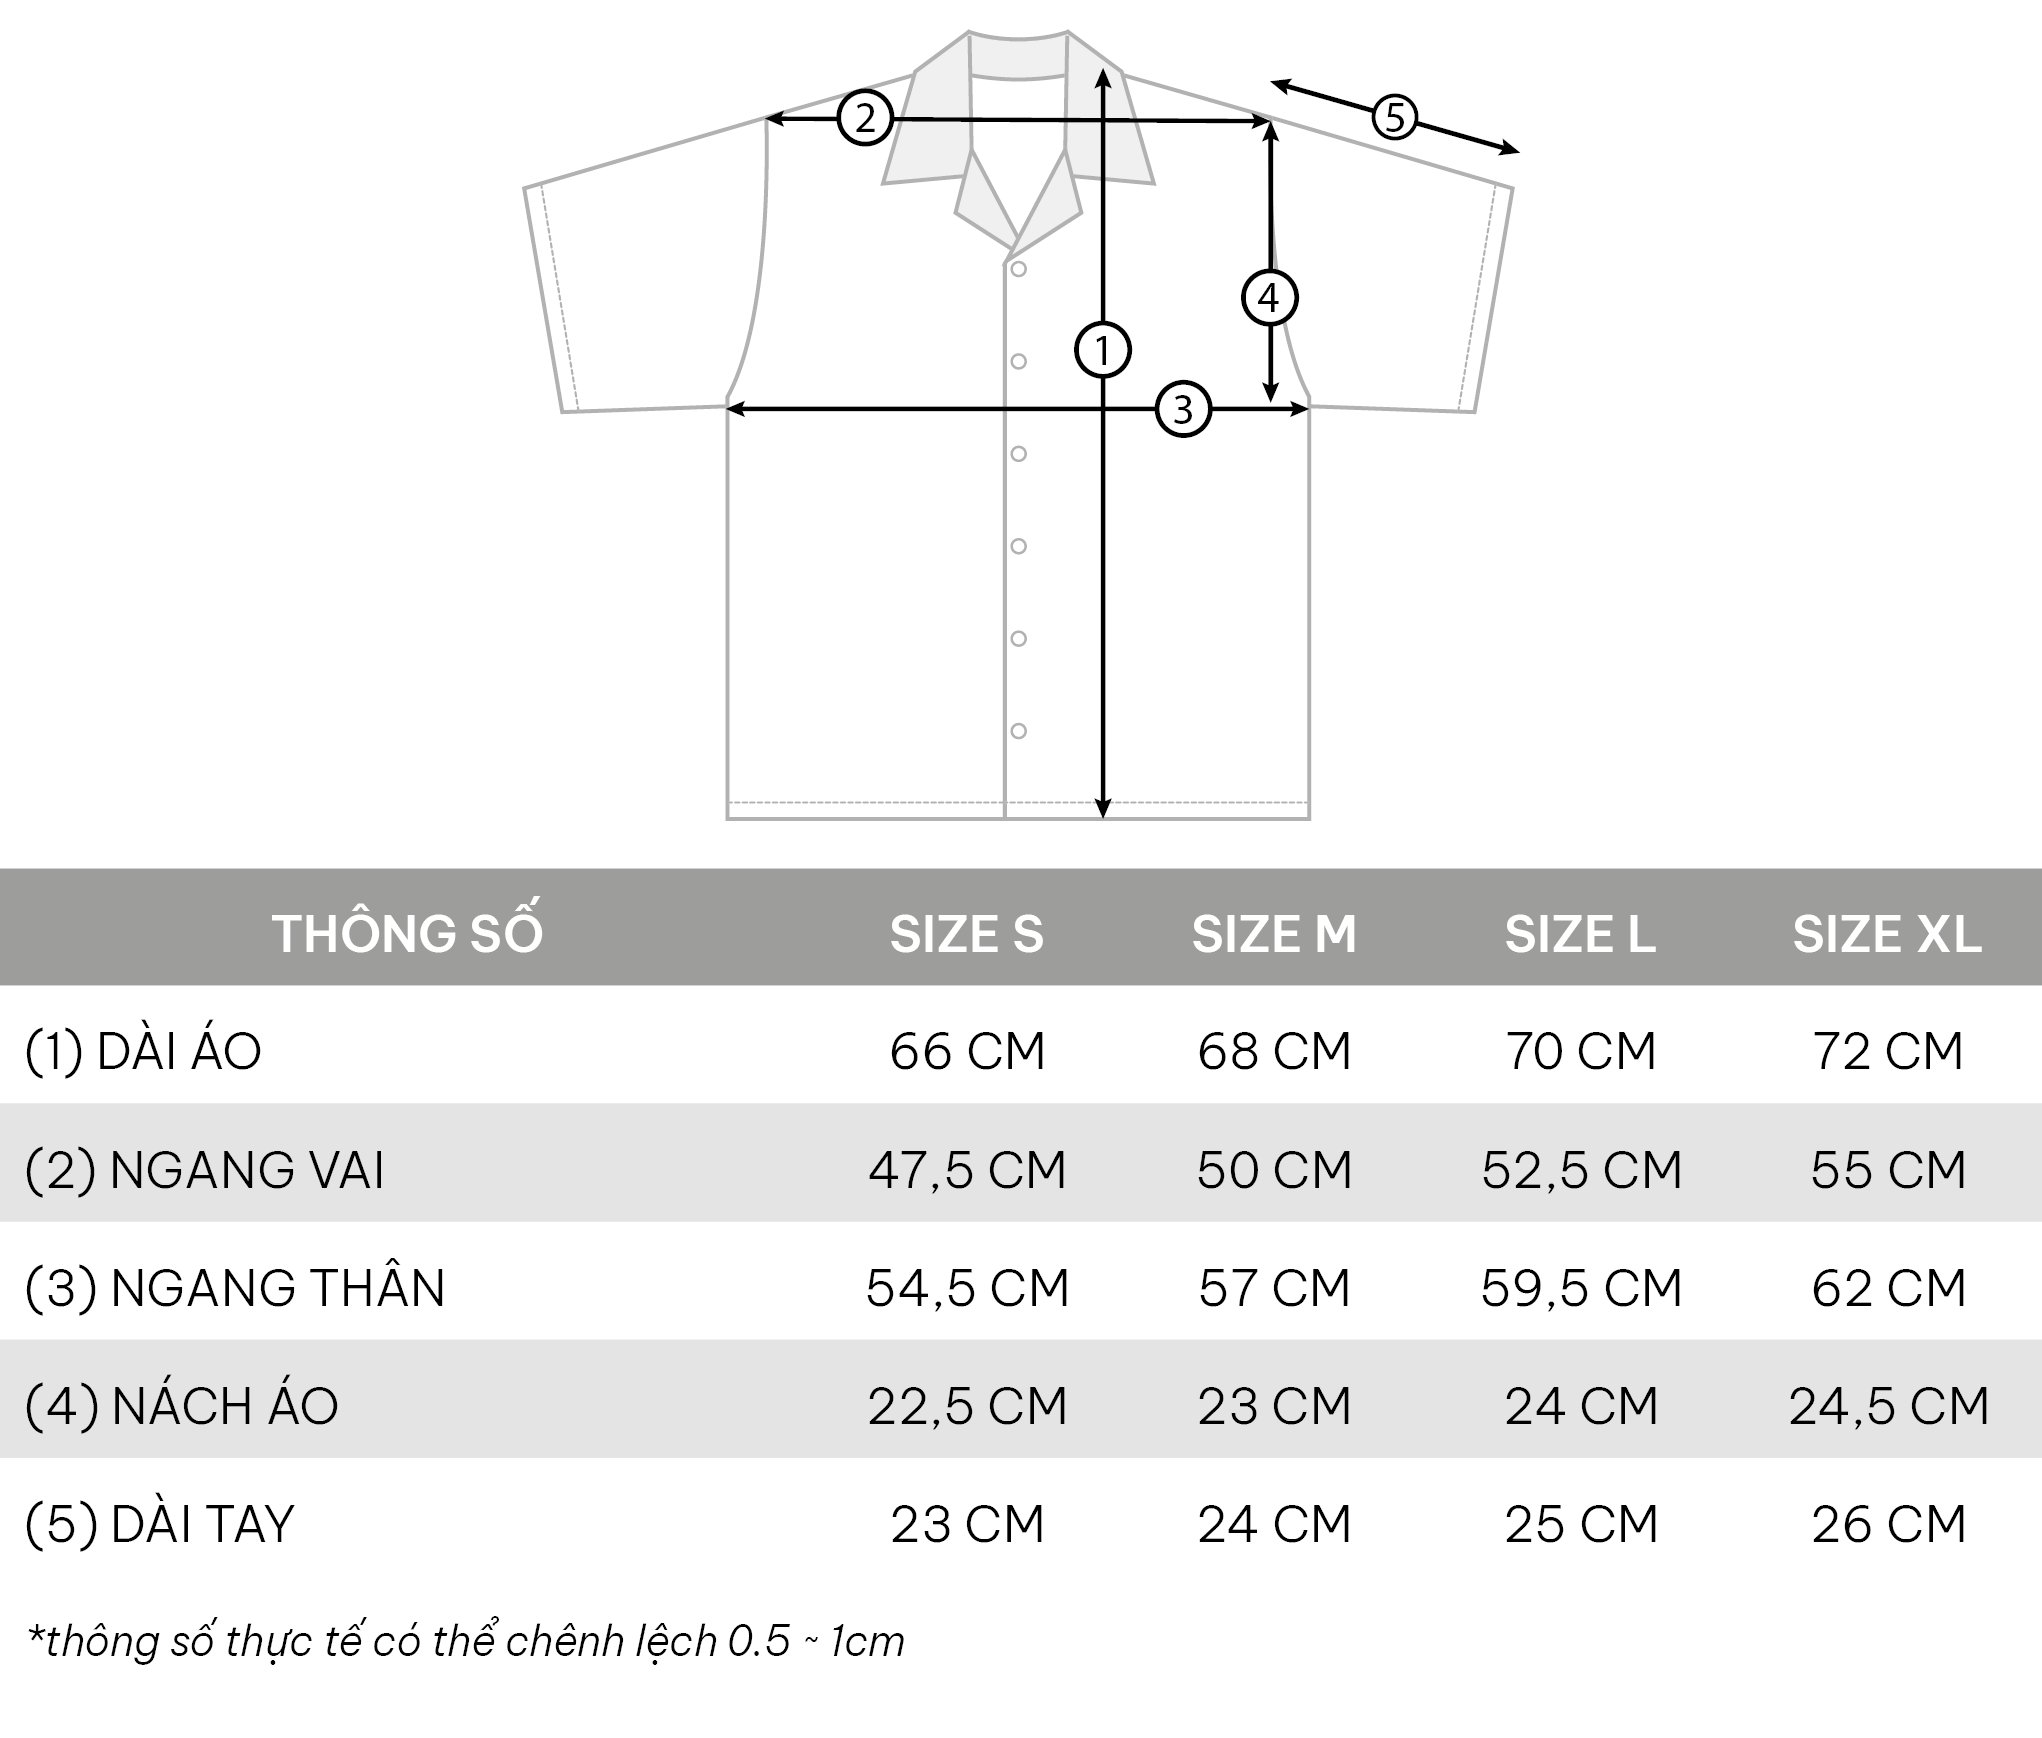 2
5
4
1
3
THÔNG SỐ SIZE S SIZE M SIZE L SIZE XL
(1) DÀI ÁO 66 CM 68 CM 70 CM 72 CM
(2) NGANG VAI 47,5 CM 50 CM 52,5 CM 55 CM
(3) NGANG THÂN 54,5 CM 57 CM 59,5 CM 62 CM
(4) NÁCH ÁO 22,5 CM 23 CM 24 CM 24,5 CM
(5) DÀI TAY 23 CM 24 CM 25 CM 26 CM
*thông số thực tế có thể chênh lệch 0.5 ~ 1cm